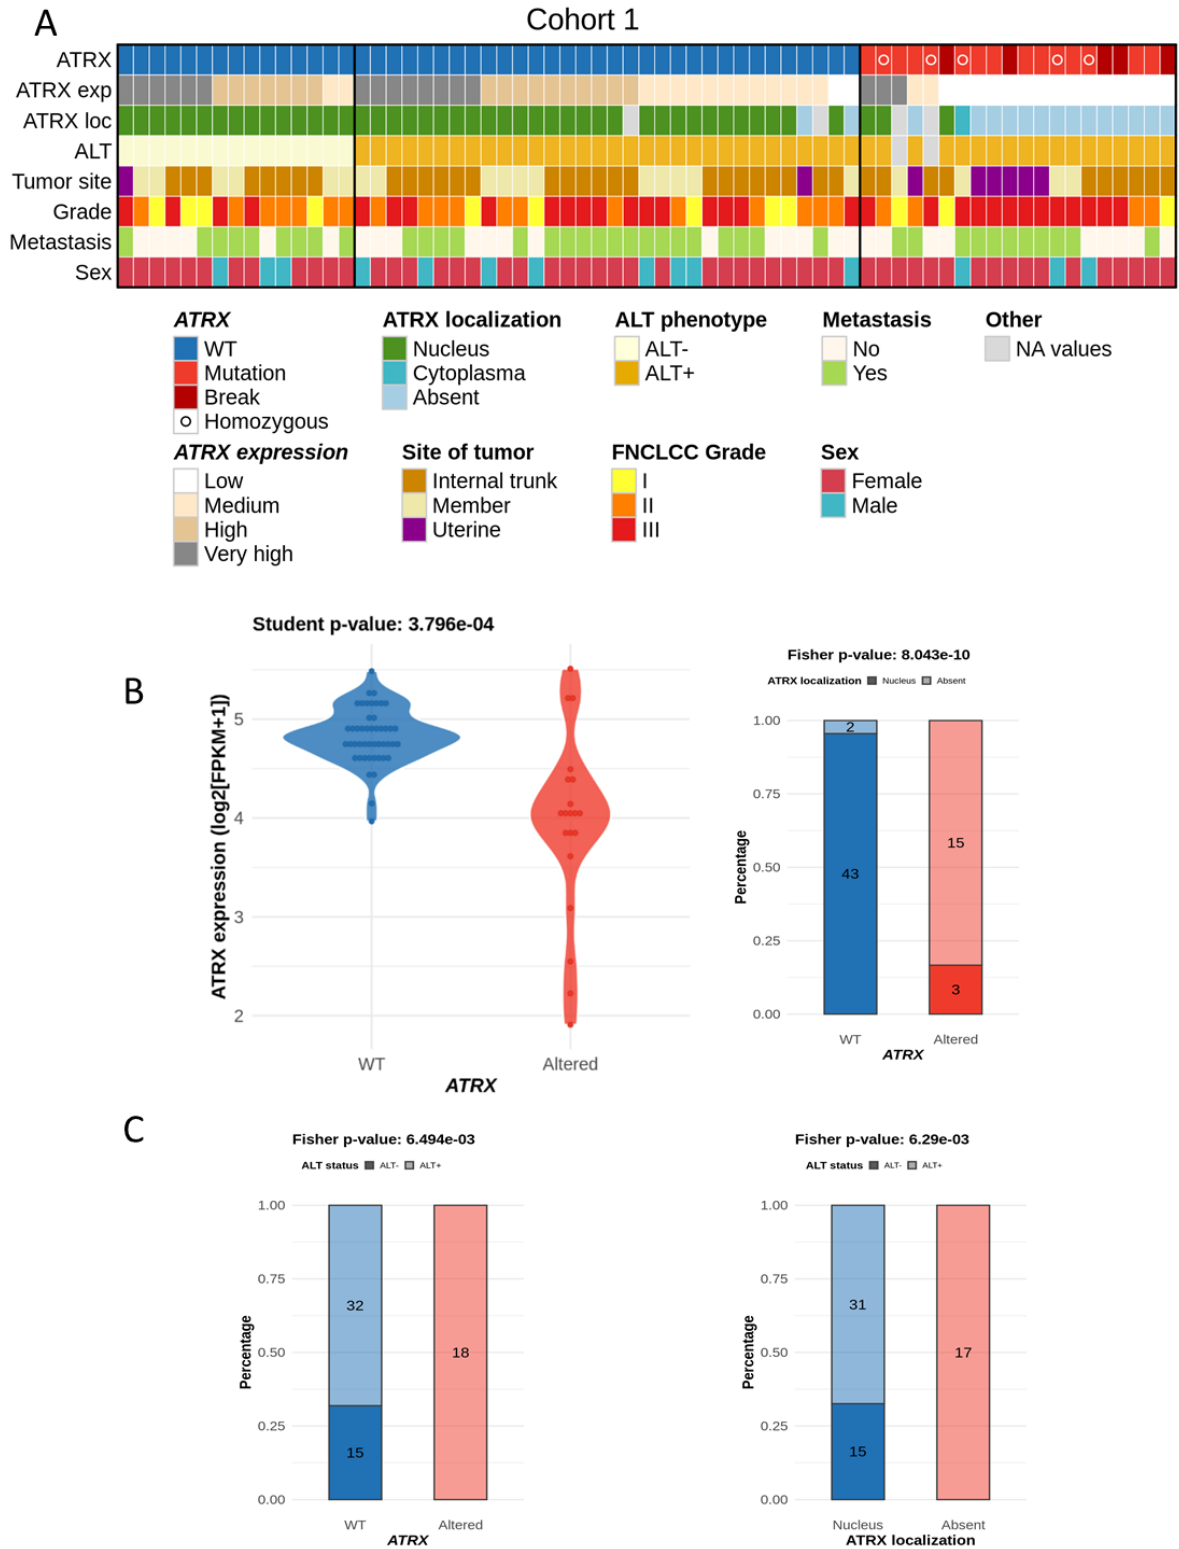 A
Cohort 1
ATRX
ATRX exp
ATRX loc
ALT
Tumor site
Grade
Metastasis
Sex
ATRX
WT
Mutation
Break
Homozygous
ATRX localization
Nucleus
Cytoplasma
Absent
ALT phenotype
ALT-
ALT+
Metastasis
No
Yes
Other
NA values
ATRX expression
Low
Medium
High
Very high
Site of tumor
Internal trunk
Member
Uterine
FNCLCC Grade
I
II
III
Sex
Female
Male
B
Student p-value: 3.796e-04
ATRX expression (log2[FPKM+1])
5
4
3
2
WT
Altered
ATRX
Fisher p-value: 8.043e-10
ATRX localization Nucleus Absent
Percentage
1.00
0.75
0.50
0.25
0.00
2
43
15
3
WT
Altered
ATRX
C
Fisher p-value: 6.494e-03
ALT status ALT- ALT+
Percentage
1.00
0.75
0.50
0.25
0.00
32
15
18
WT
Altered
ATRX
Fisher p-value: 6.29e-03
ALT status ALT- ALT+
Percentage
1.00
0.75
0.50
0.25
0.00
31
15
17
Nucleus
Absent
ATRX localization